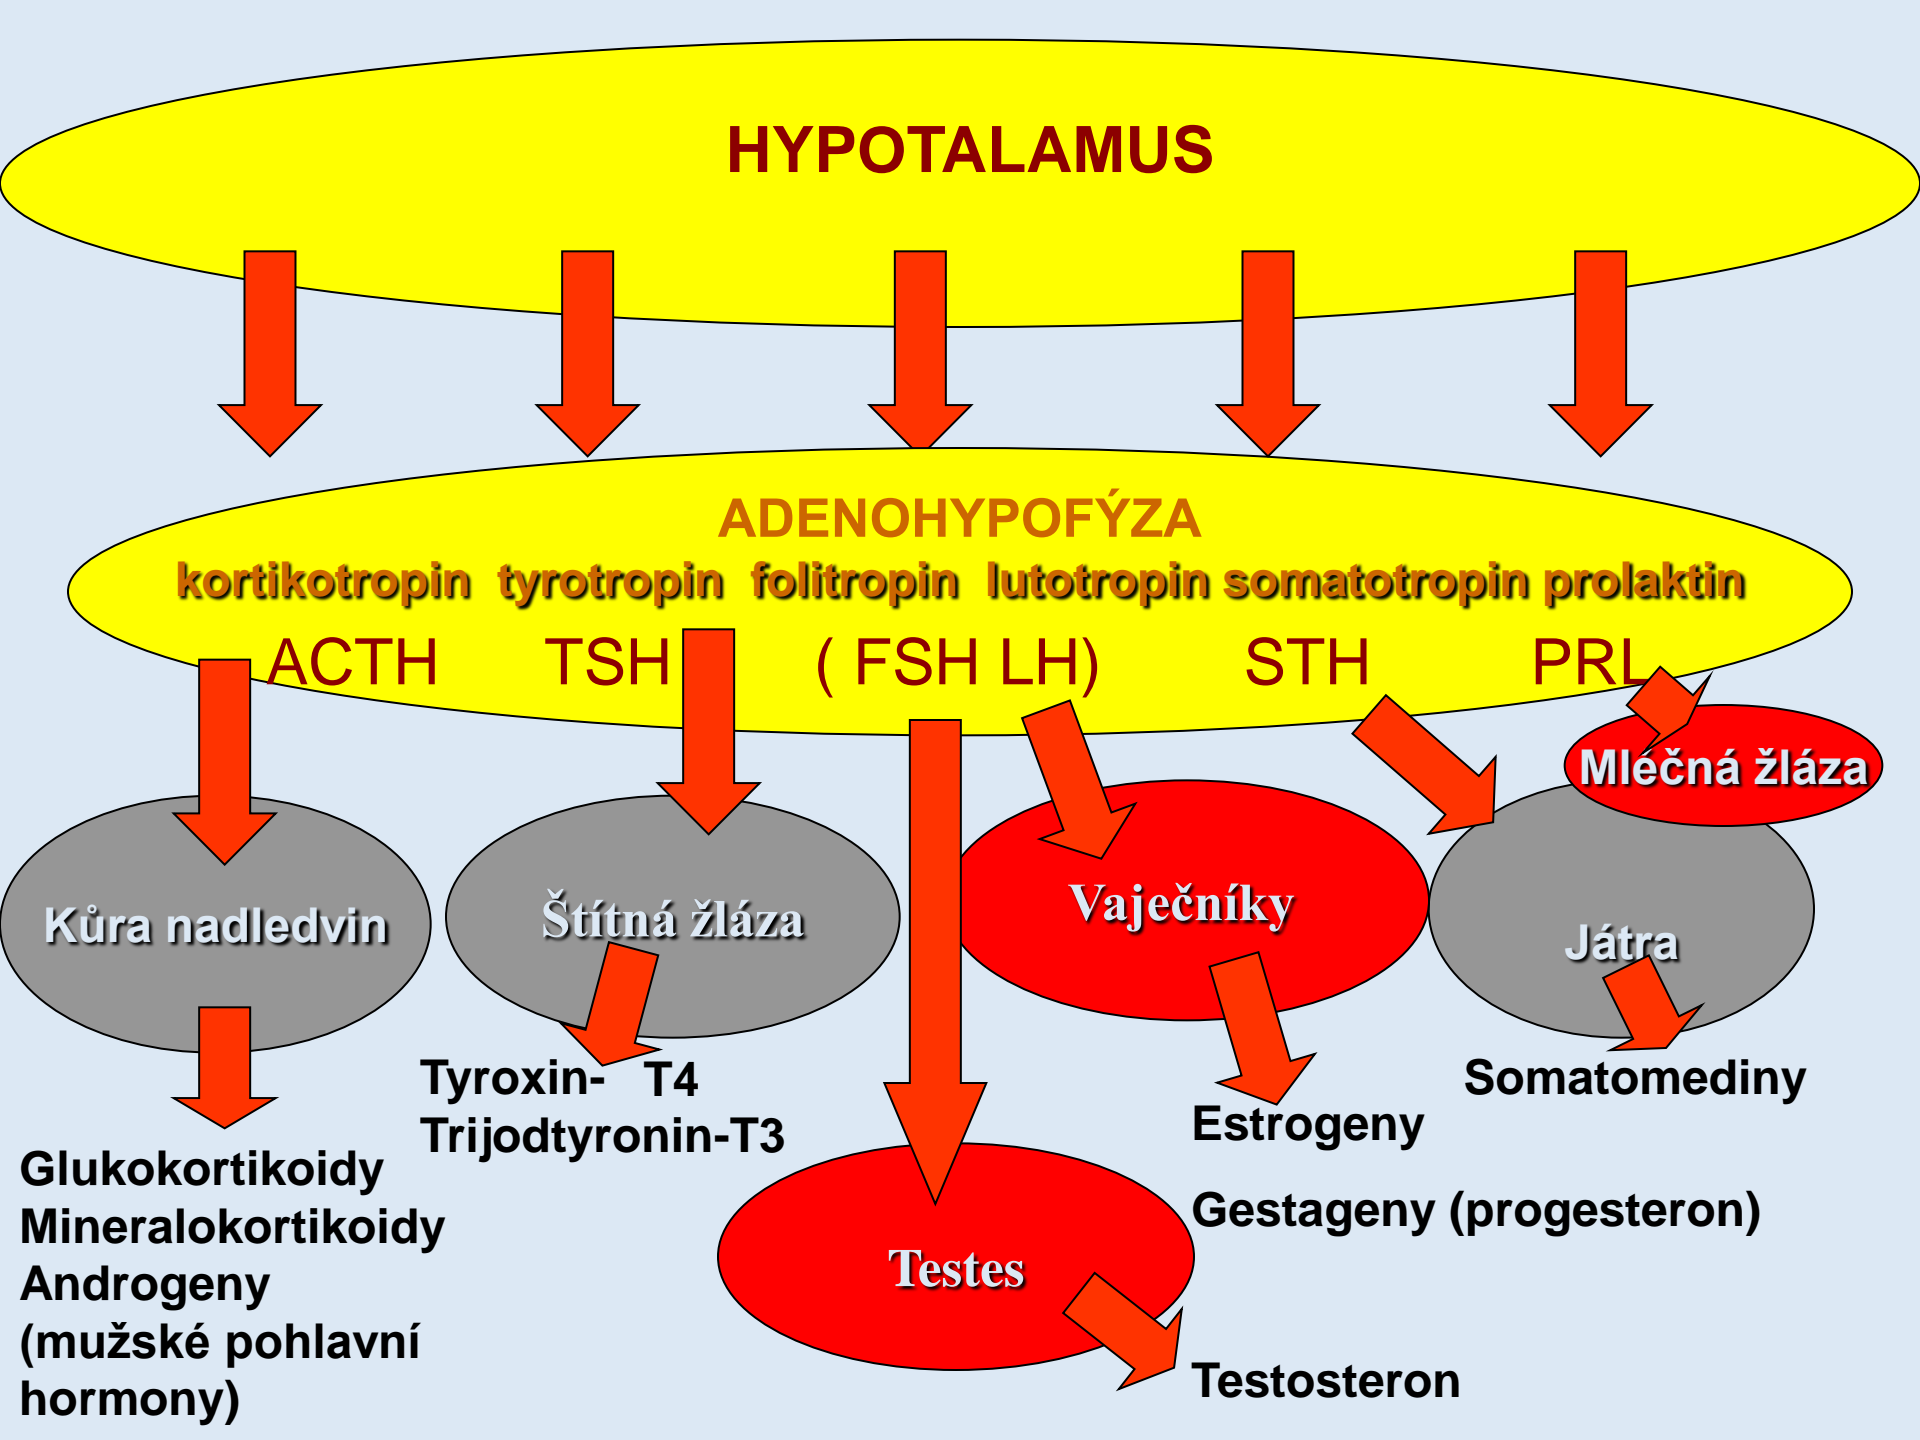 HYPOTALAMUS
ADENOHYPOFÝZA
kortikotropin tyrotropin folitropin lutotropin somatotropin prolaktin
ACTH TSH ( FSH LH) STH PRL
Mléčná žláza
Kůra nadledvin
Štítná žláza
Vaječníky
Játra
Tyroxin- T4
Trijodtyronin-T3
Somatomediny
Estrogeny
Gestageny (progesteron)
Glukokortikoidy
Mineralokortikoidy
Androgeny
(mužské pohlavní
hormony)
Testes
Testosteron